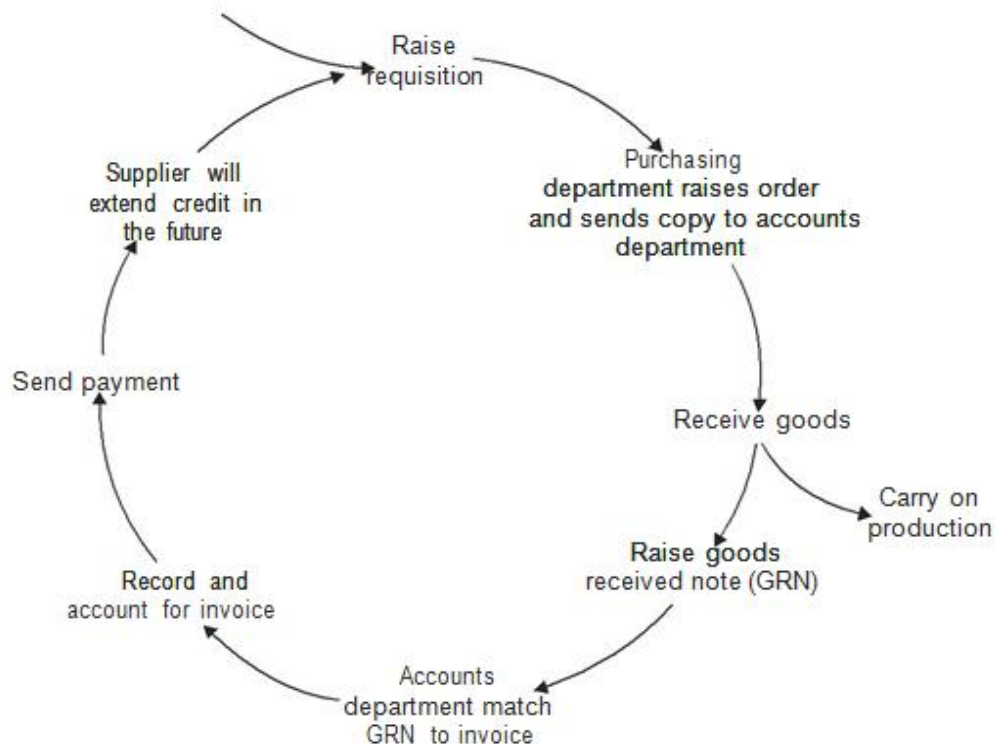 Raise
requisition
Purchasing
department raises order
and sends copy to accounts
department
Receive goods
Carry on
production
Raise goods
received note (GRN)
Accounts
department match
GRN to invoice
Record and
account for invoice
Send payment
Supplier will
extend credit in
the future